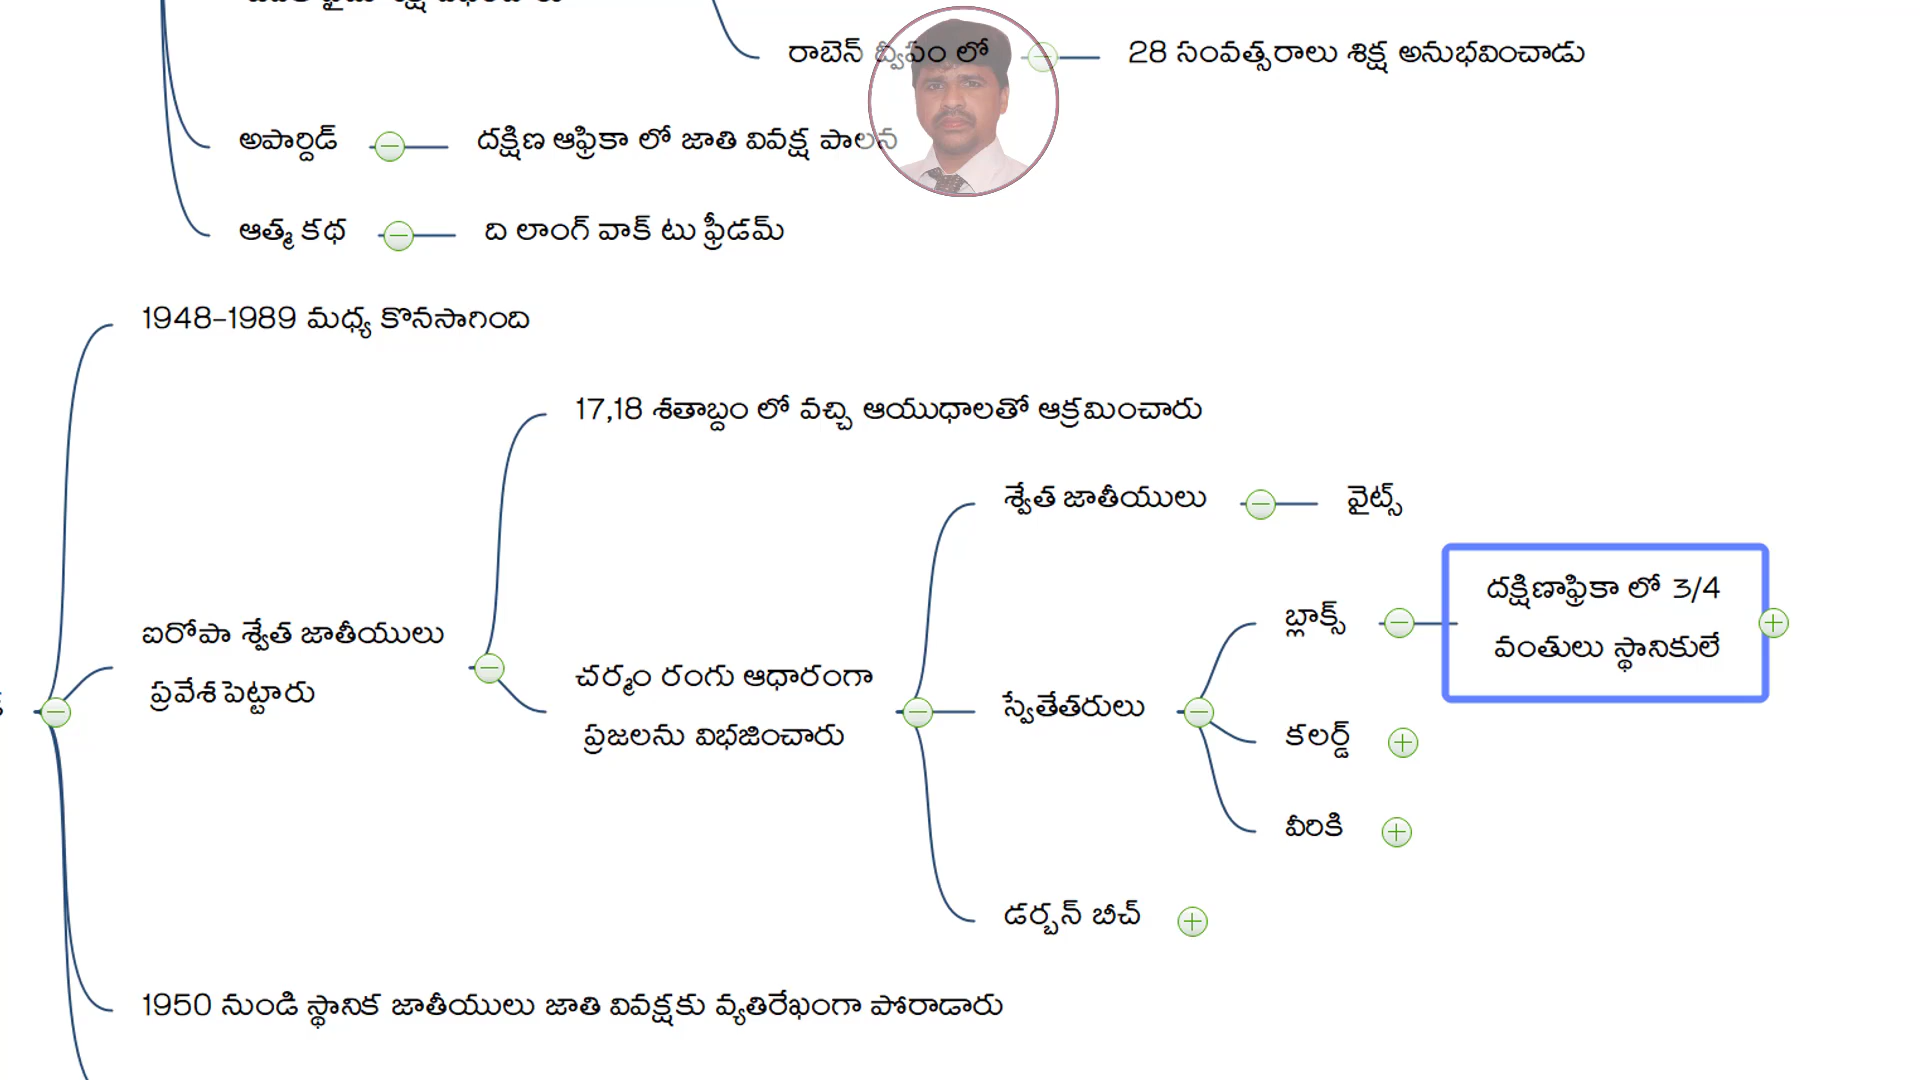 రాబెన్ ద్వీపం లో
28 సంవత్సరాలు శిక్ష అనుభవించాడు
అపార్దిడ్
దక్షిణ ఆఫ్రికా లో జాతి వివక్ష పాలన
ఆత్మ కథ
ది లాంగ్ వాక్ టు ఫ్రీడమ్
1948-1989 మధ్య కొనసాగింది
17,18 శతాబ్దం లో వచ్చి ఆయుధాలతో ఆక్రమించారు
శ్వేత జాతీయులు
వైట్స్
దక్షిణాఫ్రికా లో 3/4
వంతులు స్థానికులే
బ్లాక్స్
ఐరోపా శ్వేత జాతీయులు
ప్రవేశ పెట్టారు
చర్మం రంగు ఆధారంగా
ప్రజలను విభజించారు
స్వేతేతరులు
కలర్డ్
వీరికి
డర్బన్ బీచ్
1950 నుండి స్థానిక జాతీయులు జాతి వివక్షకు వ్యతిరేఖంగా పోరాడారు